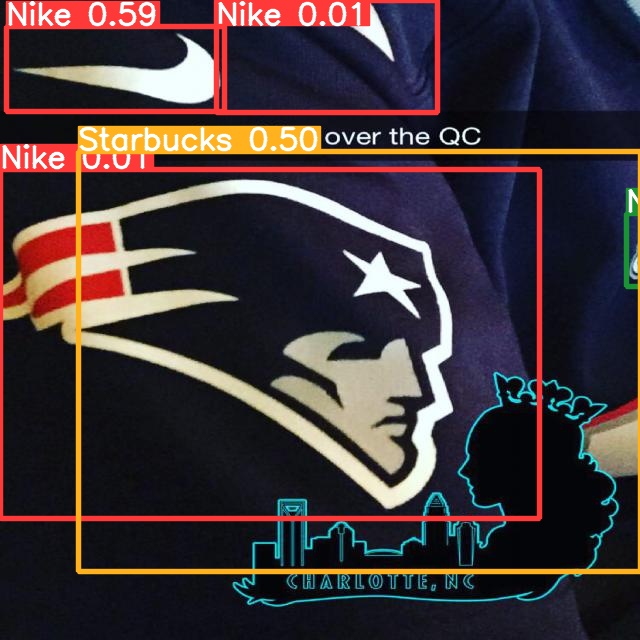 Nike 0.59 Nike 0.01
Starbucks 0.50 over the QC
Nike 0.01
N
CHARLOTTE, NC